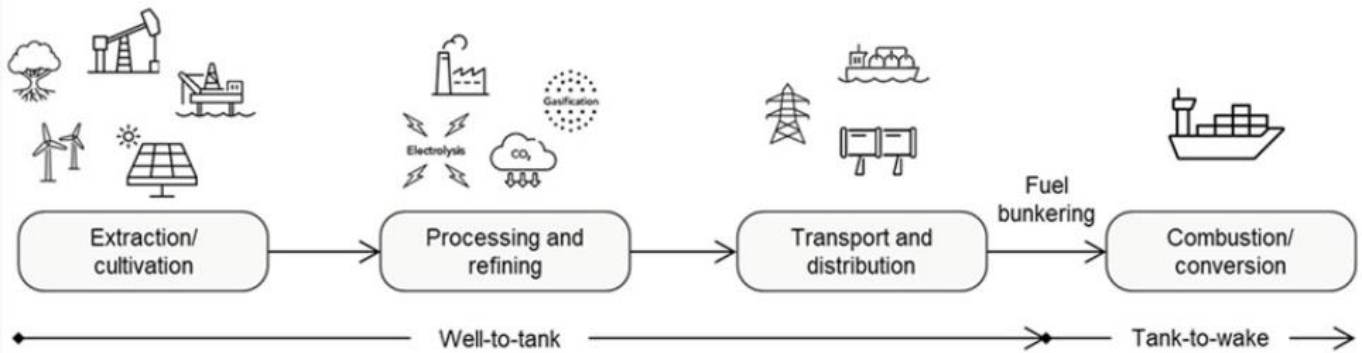 Gasification
Electrolysis
CO₂
Extraction/
cultivation
Processing and
refining
Transport and
distribution
Fuel
bunkering
Combustion/
conversion
Well-to-tank
Tank-to-wake